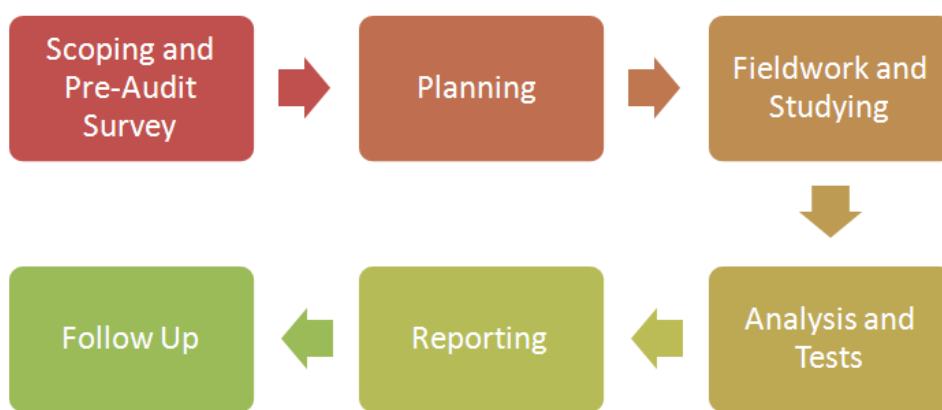 Scoping and
Pre-Audit
Survey
Planning
Fieldwork and
Studying
Analysis and
Tests
Reporting
Follow Up